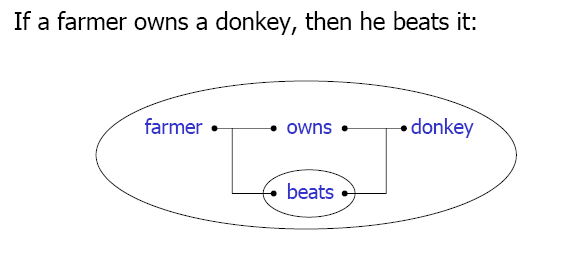 If a farmer owns a donkey, then he beats it:
farmer owns donkey
beats